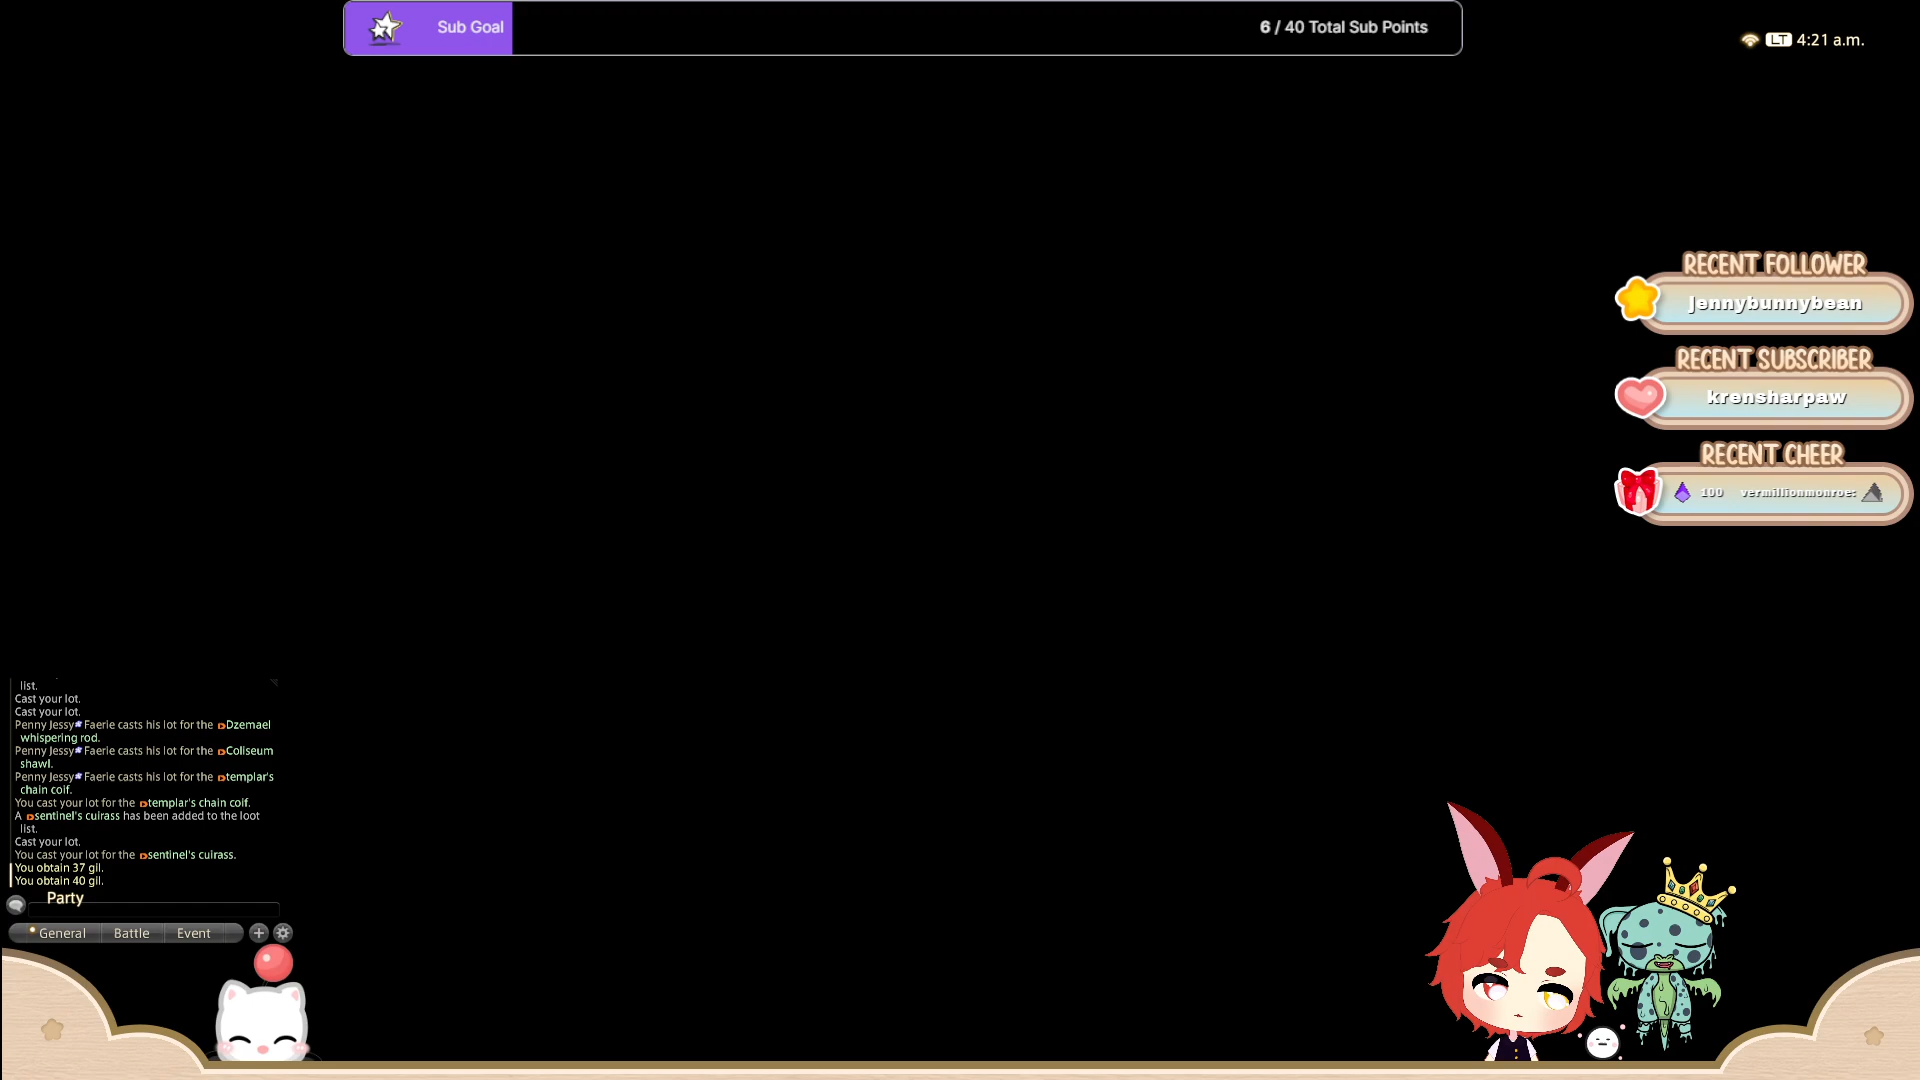 Sub Goal
6 / 40 Total Sub Points
LT 4:21 a.m.
RECENT FOLLOWER
Jennybunnybean
RECENT SUBSCRIBER
krensharpaw
RECENT CHEER
100 vermillionmonroe:
list.
Cast your lot.
Cast your lot.
Penny Jessy Faerie casts his lot for the Dzemael
whispering rod.
Penny Jessy Faerie casts his lot for the Coliseum
shawl.
Penny Jessy Faerie casts his lot for the templar's
chain coif.
You cast your lot for the templar's chain coif.
A sentinel's cuirass has been added to the loot
list.
Cast your lot.
You cast your lot for the sentinel's cuirass.
You obtain 37 gil.
You obtain 40 gil.
Party
General Battle Event